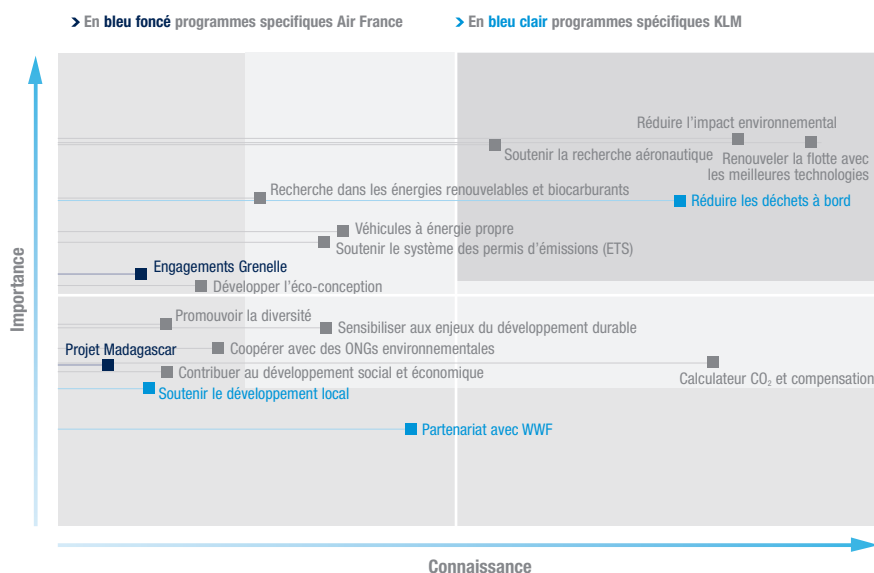 > En bleu foncé programmes specifiques Air France
> En bleu clair programmes spécifiques KLM
Importance
Réduire l'impact environnemental
Soutenir la recherche aéronautique
Renouveler la flotte avec
les meilleures technologies
Recherche dans les énergies renouvelables et biocarburants
Réduire les déchets à bord
Véhicules à énergie propre
Soutenir le système des permis d'émissions (ETS)
Engagements Grenelle
Développer l'éco-conception
Promouvoir la diversité
Sensibiliser aux enjeux du développement durable
Projet Madagascar
Coopérer avec des ONGs environnementales
Contribuer au développement social et économique
Calculateur CO₂ et compensation
Soutenir le développement local
Partenariat avec WWF
Connaissance